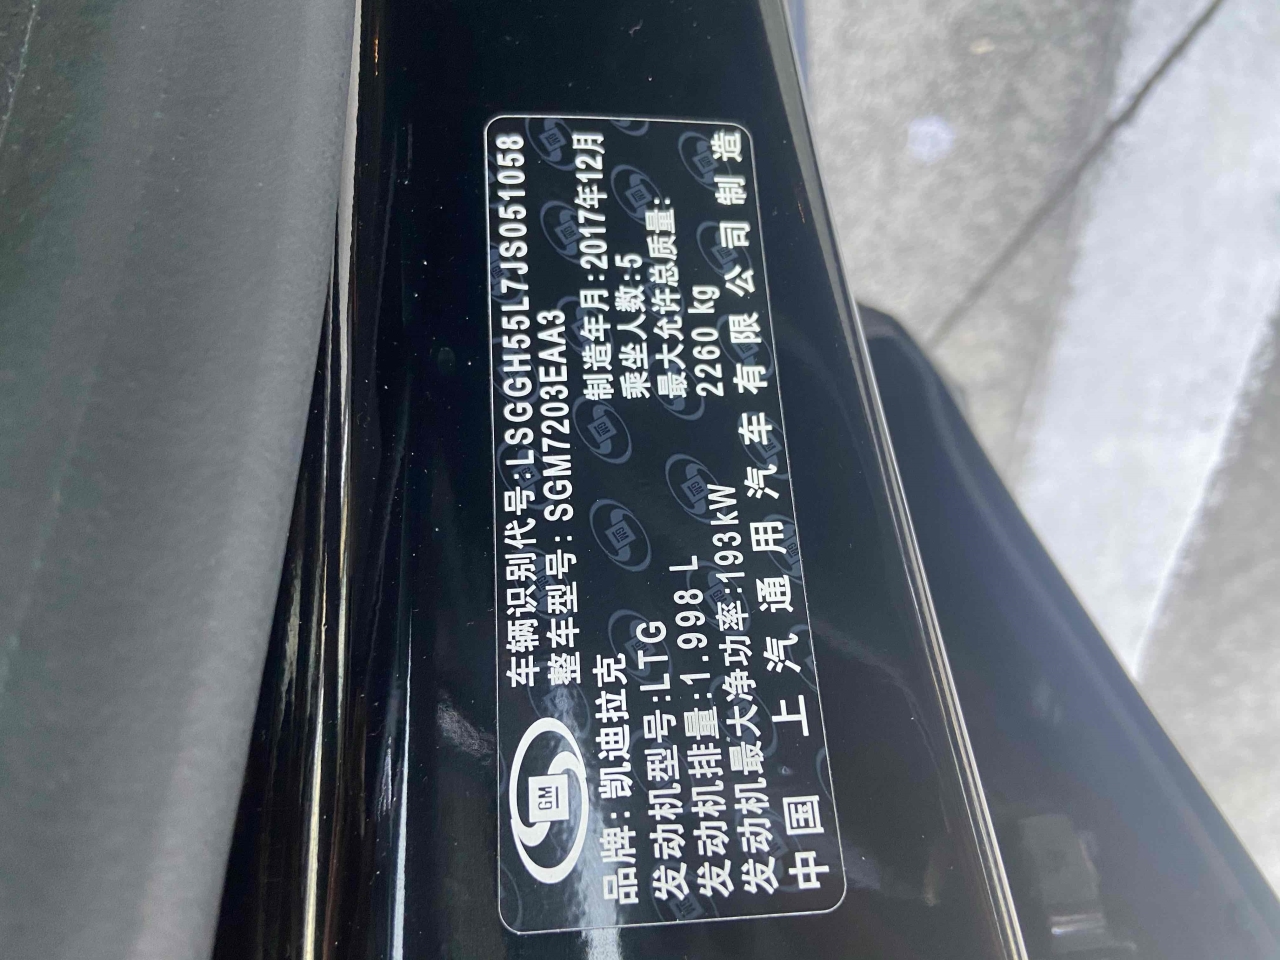 车辆识别代号:LSGGH55L7JS051058
整车型号:SGM7203EAA3
GM
品牌:凯迪拉克
制造年月:2017年12月
发动机型号:LTG
乘坐人数:5
发动机排量:1.998 L
最大允许总质量:
2260 kg
发动机最大净功率:193kW
中国 上汽通用汽车有限公司制造